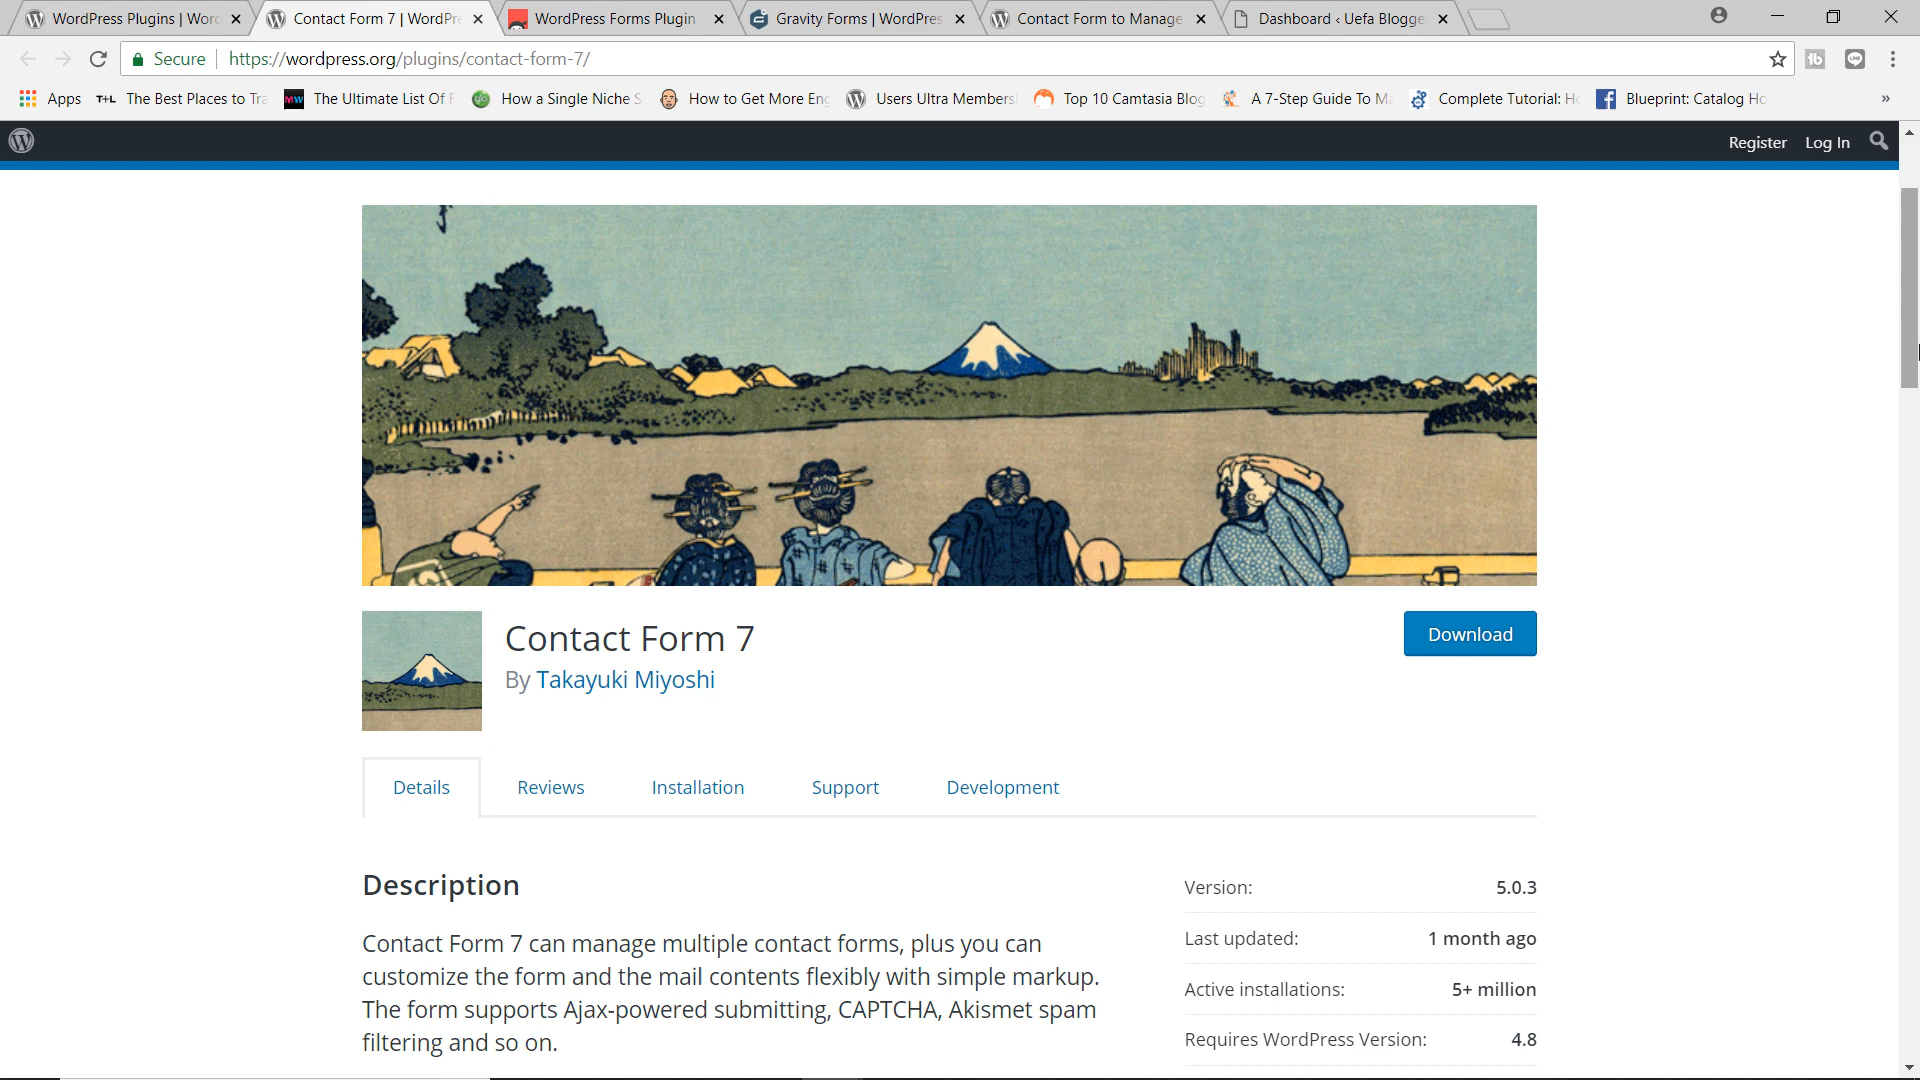 WordPress Plugins | Worc
Contact Form 7 | WordPr
WordPress Forms Plugin
Gravity Forms | WordPres
Contact Form to Manage
Dashboard ‹ Uefa Blogge
Secure
https://wordpress.org/plugins/contact-form-7/
Apps
T+L The Best Places to Tra
MW The Ultimate List Of F
How a Single Niche S
How to Get More Eng
Users Ultra Members
Top 10 Camtasia Blog
A 7-Step Guide To Ma
Complete Tutorial: Ho
Blueprint: Catalog Ho
»
Register
Log In
Contact Form 7
By Takayuki Miyoshi
Download
Details
Reviews
Installation
Support
Development
Description
Contact Form 7 can manage multiple contact forms, plus you can
customize the form and the mail contents flexibly with simple markup.
The form supports Ajax-powered submitting, CAPTCHA, Akismet spam
filtering and so on.
Version: 5.0.3
Last updated: 1 month ago
Active installations: 5+ million
Requires WordPress Version: 4.8